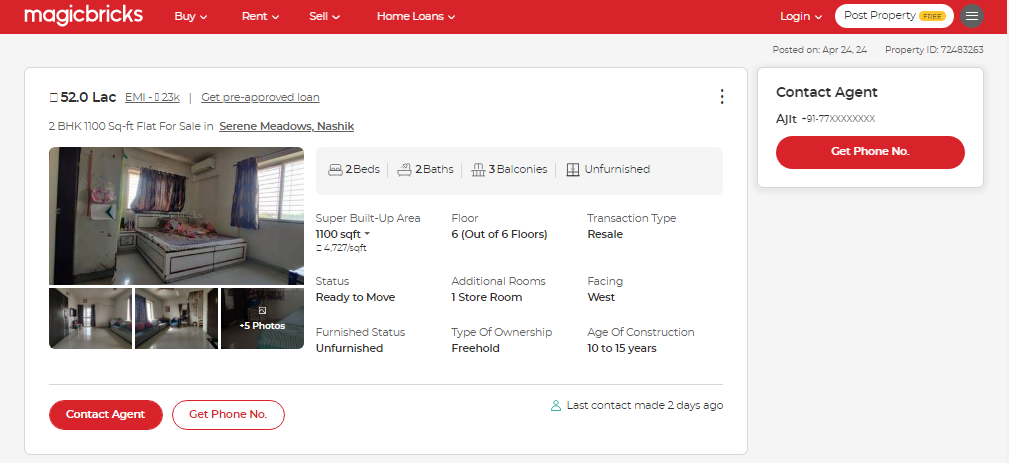 magicbricks
Buy
Rent
Sell
Home Loans
Login
Post Property FREE
Posted on: Apr 24, 24 Property ID: 72483263
52.0 Lac EMI - 23k | Get pre-approved loan
2 BHK 1100 Sq-ft Flat For Sale in Serene Meadows, Nashik
+5 Photos
2 Beds
2 Baths
3 Balconies
Unfurnished
Super Built-Up Area
1100 sqft
4,727/sqft
Floor
6 (Out of 6 Floors)
Transaction Type
Resale
Status
Ready to Move
Additional Rooms
1 Store Room
Facing
West
Furnished Status
Unfurnished
Type Of Ownership
Freehold
Age Of Construction
10 to 15 years
Contact Agent
Get Phone No.
Last contact made 2 days ago
Contact Agent
Ajit +91-77XXXXXXXX
Get Phone No.